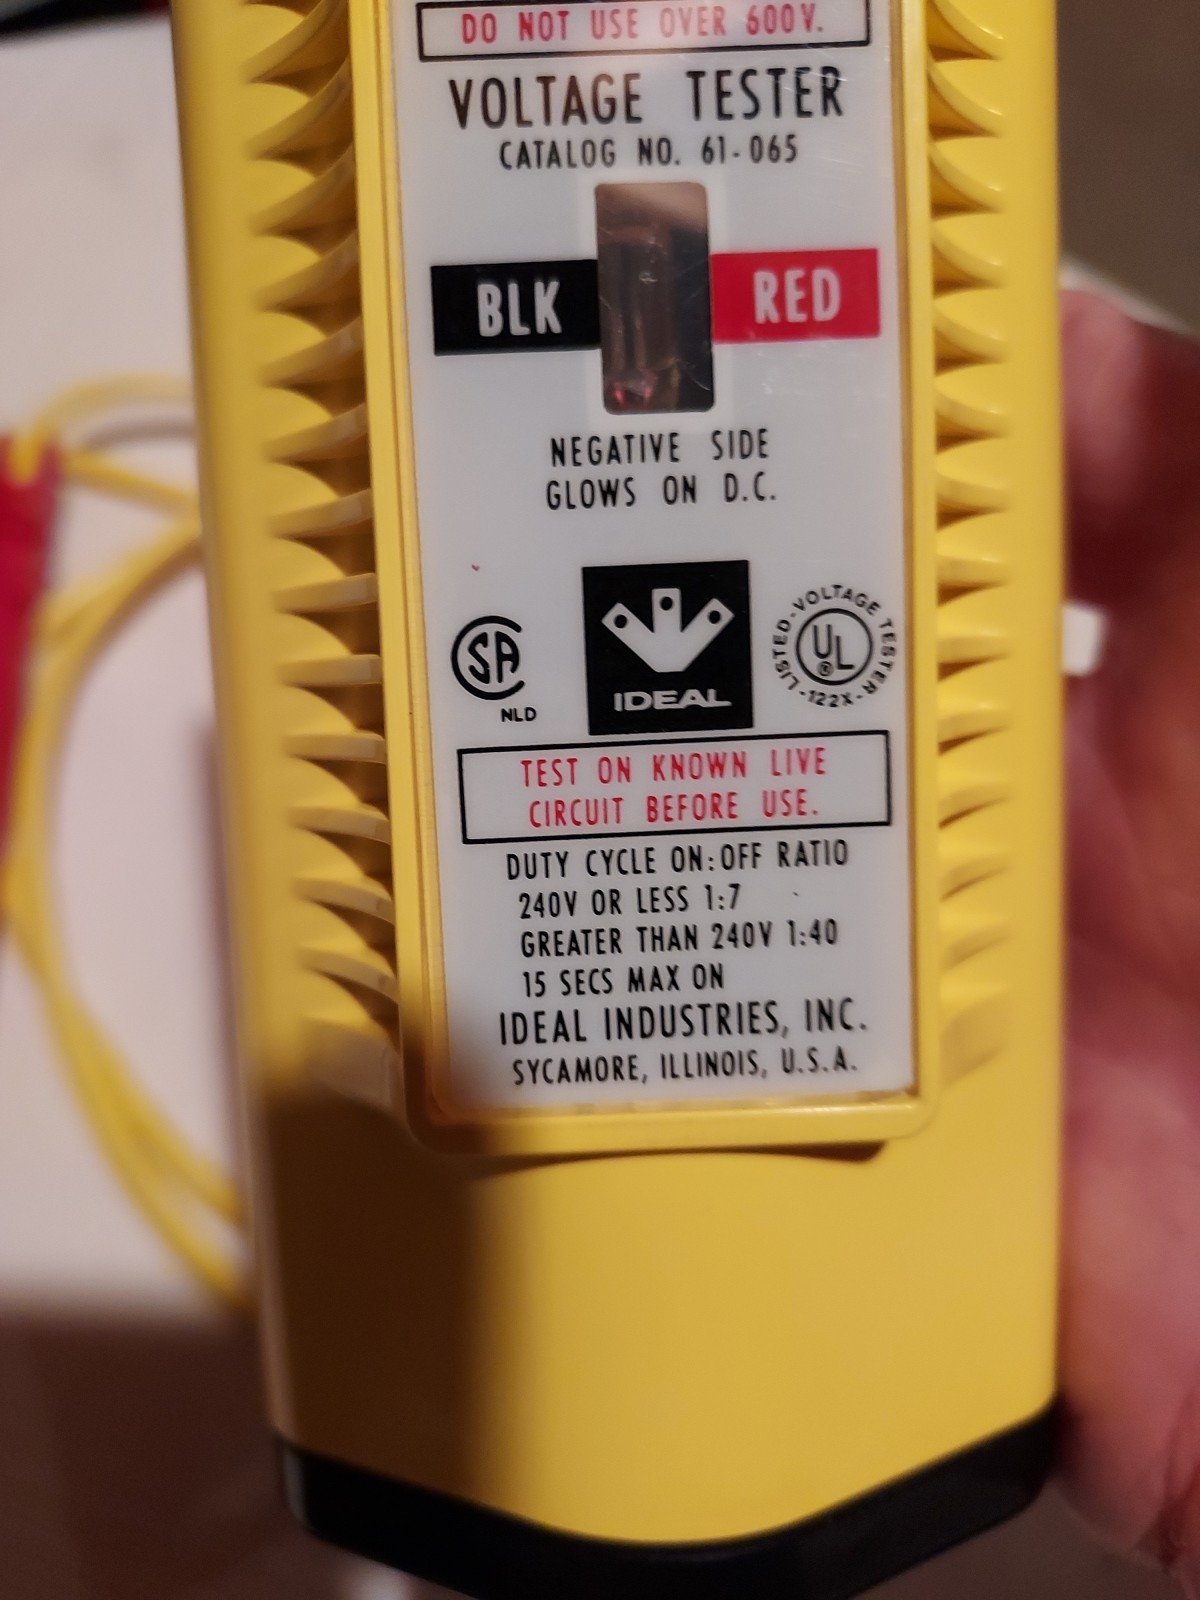 DO NOT USE OVER 600V.
VOLTAGE TESTER
CATALOG NO. 61-065
BLK RED
NEGATIVE SIDE
GLOWS ON D.C.
SA
NLD
IDEAL
LISTED-VOLTAGE TESTER-122X-
UL
®
TEST ON KNOWN LIVE
CIRCUIT BEFORE USE.
DUTY CYCLE ON:OFF RATIO
240V OR LESS 1:7
GREATER THAN 240V 1:40
15 SECS MAX ON
IDEAL INDUSTRIES, INC.
SYCAMORE, ILLINOIS, U.S.A.